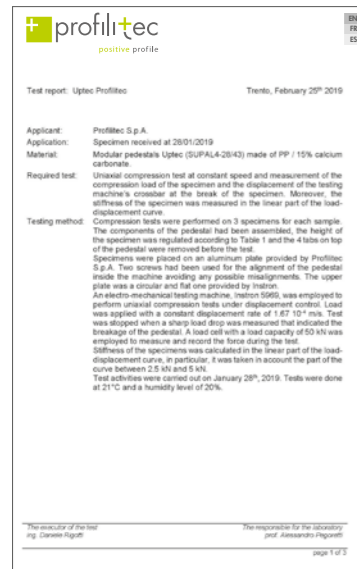 profilitec
positive profile
EN
FR
ES
Test report: Uptec Profilitec
Trento, February 25th 2019
Applicant: Profilitec S.p.A.
Application: Specimen received at 28/01/2019
Material: Modular pedestals Uptec (SUPAL4-28/43) made of PP / 15% calcium
carbonate.
Required test: Uniaxial compression test at constant speed and measurement of the
compression load of the specimen and the displacement of the testing
machine's crossbar at the break of the specimen. Moreover, the
stiffness of the specimen was measured in the linear part of the load-
displacement curve.
Testing method: Compression tests were performed on 3 specimens for each sample.
The components of the pedestal had been assembled, the height of
the specimen was regulated according to Table 1 and the 4 tabs on top
of the pedestal were removed before the test.
Specimens were placed on an aluminum plate provided by Profilitec
S.p.A. Two screws had been used for the alignment of the pedestal
inside the machine avoiding any possible misalignments. The upper
plate was a circular and flat one provided by Instron.
An electro-mechanical testing machine, Instron 5969, was employed to
perform uniaxial compression tests under displacement control. Load
was applied with a constant displacement rate of 1.67 10⁻⁴ m/s. Test
was stopped when a sharp load drop was measured that indicated the
breakage of the pedestal. A load cell with a load capacity of 50 kN was
employed to measure and record the force during the test.
Stiffness of the specimens was calculated in the linear part of the load-
displacement curve, in particular, it was taken in account the part of the
curve between 2.5 kN and 5 kN.
Test activities were carried out on January 28th, 2019. Tests were done
at 21°C and a humidity level of 20%.
The executor of the test
ing. Daniele Rigotti
The responsible for the laboratory
prof. Alessandro Pegoretti
page 1 of 3